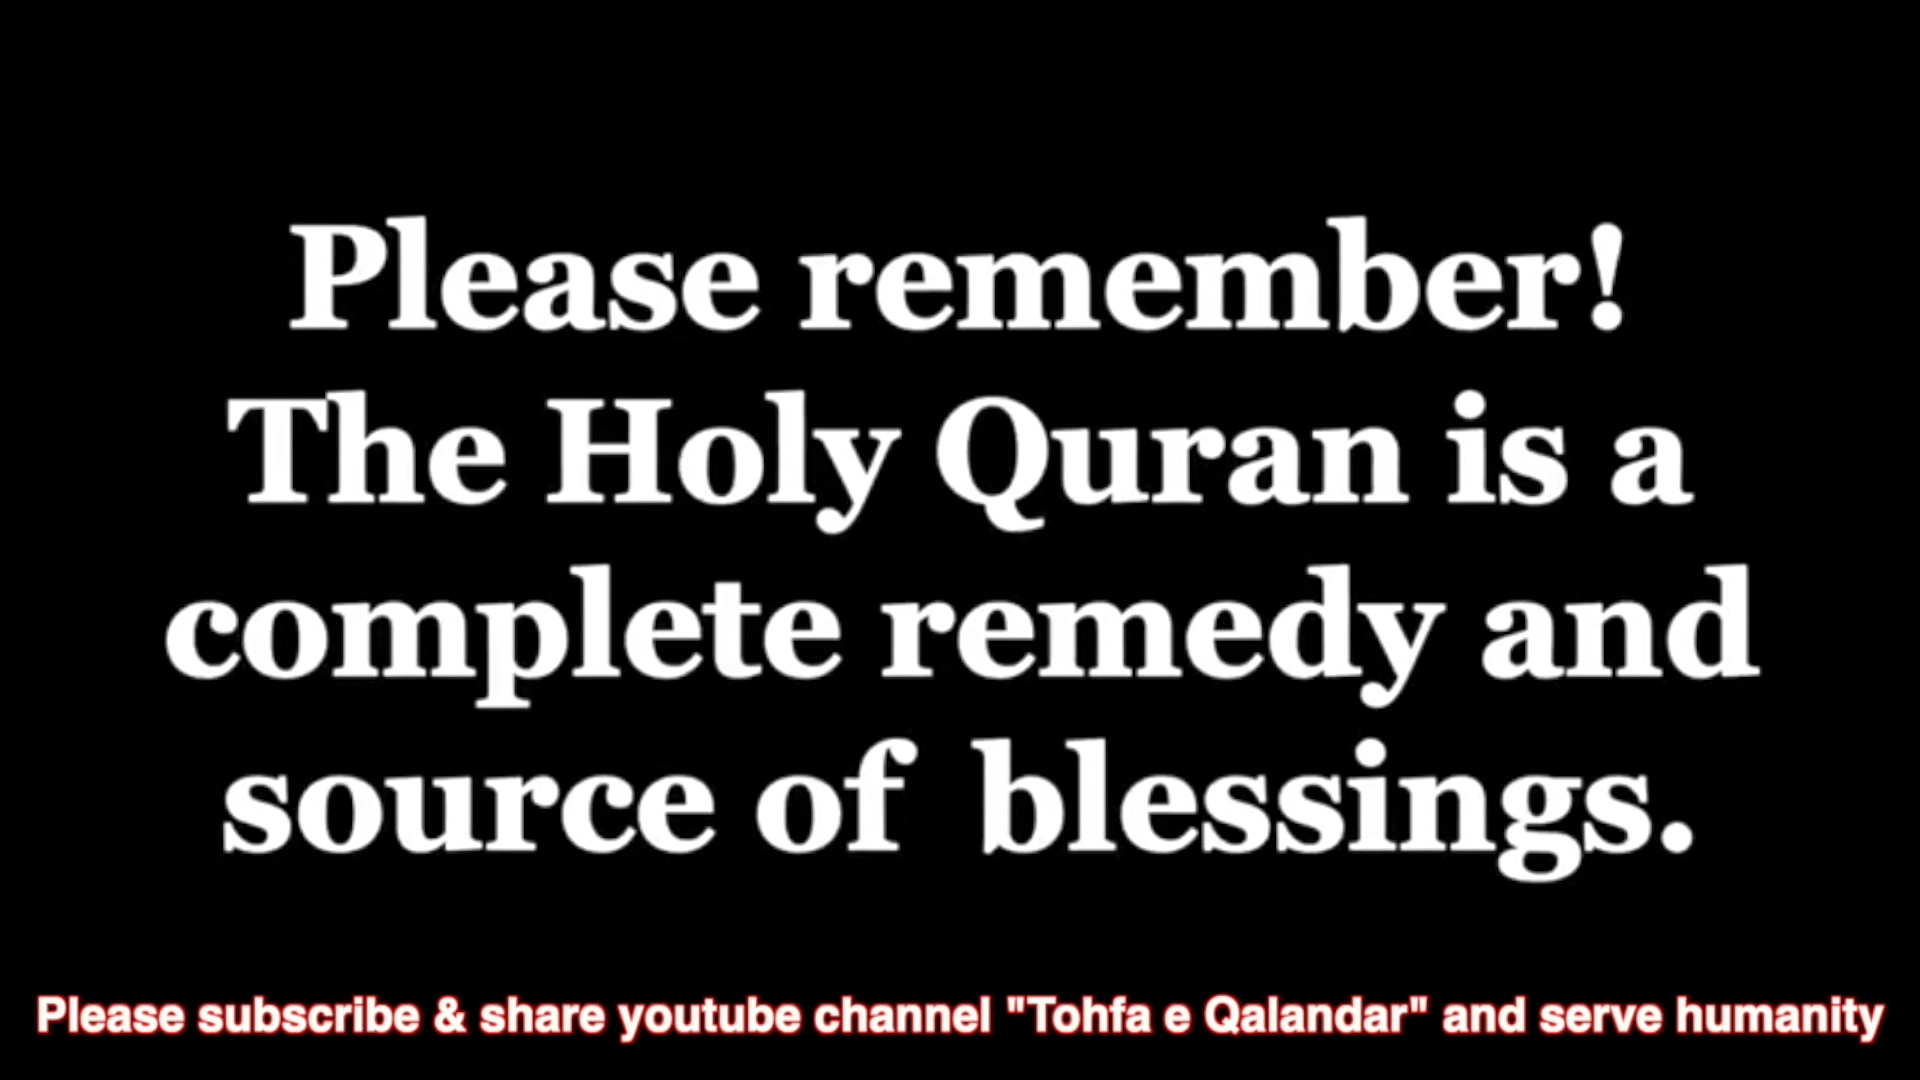 Please remember!
The Holy Quran is a
complete remedy and
source of blessings.
Please subscribe & share youtube channel "Tohfa e Qalandar" and serve humanity